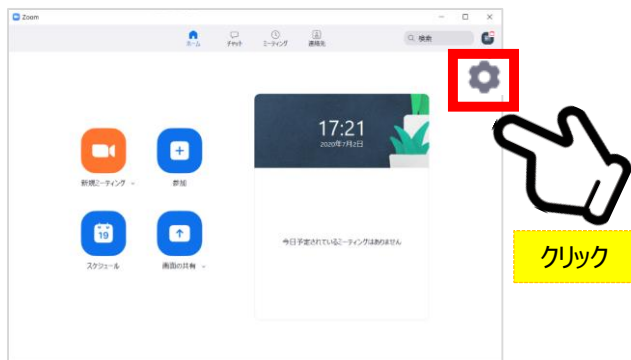 Zoom
ホーム
チャット
ミーティング
連絡先
検索
17:21
2020年7月2日
新規ミーティング
参加
19
スケジュール
画面の共有
今日予定されているミーティングはありません
クリック